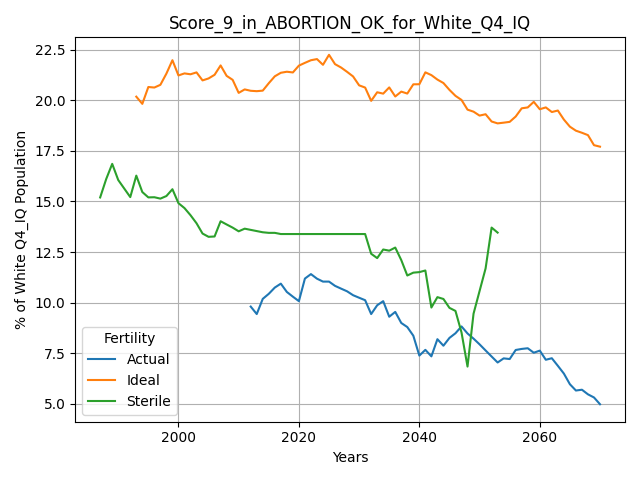 Score_9_in_ABORTION_OK_for_White_Q4_IQ
% of White Q4_IQ Population
22.5
20.0
17.5
15.0
12.5
10.0
7.5
5.0
Fertility
Actual
Ideal
Sterile
2000
2020
2040
2060
Years